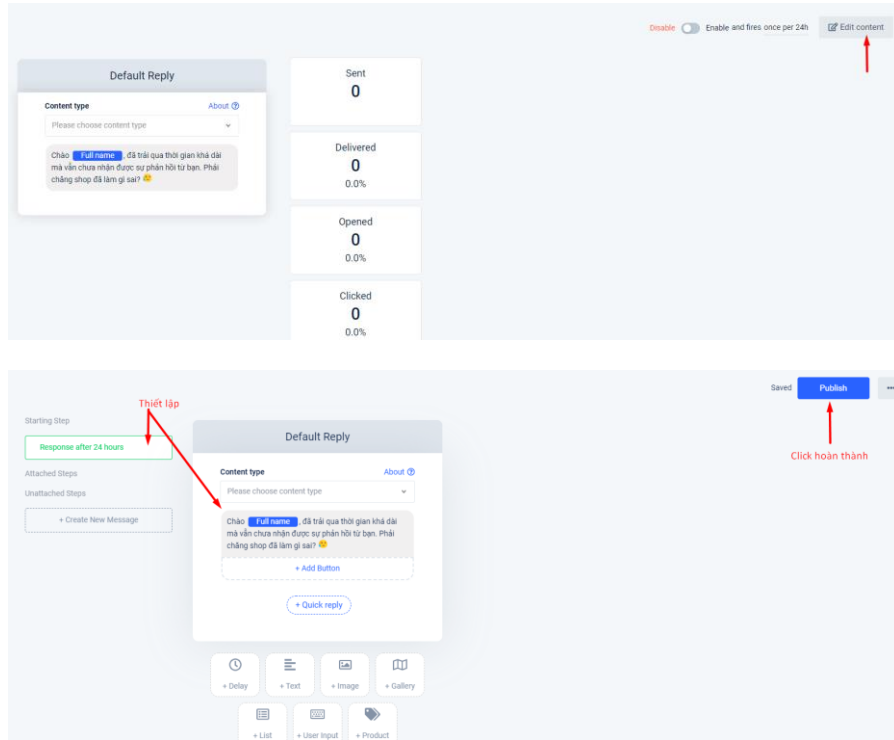 Disable Enable and fires once per 24h Edit content
Default Reply
Content type About
Please choose content type
Chào Full name , đã trải qua thời gian khá dài
mà vẫn chưa nhận được sự phản hồi từ bạn. Phải
chăng shop đã làm gì sai?
Sent
0
Delivered
0
0.0%
Opened
0
0.0%
Clicked
0
0.0%
Saved Publish
Thiết lập
Click hoàn thành
Starting Step
Response after 24 hours
Attached Steps
Unattached Steps
+ Create New Message
Default Reply
Content type About
Please choose content type
Chào Full name , đã trải qua thời gian khá dài
mà vẫn chưa nhận được sự phản hồi từ bạn. Phải
chăng shop đã làm gì sai?
+ Add Button
+ Quick reply
+ Delay + Text + Image + Gallery
+ List + User Input + Product